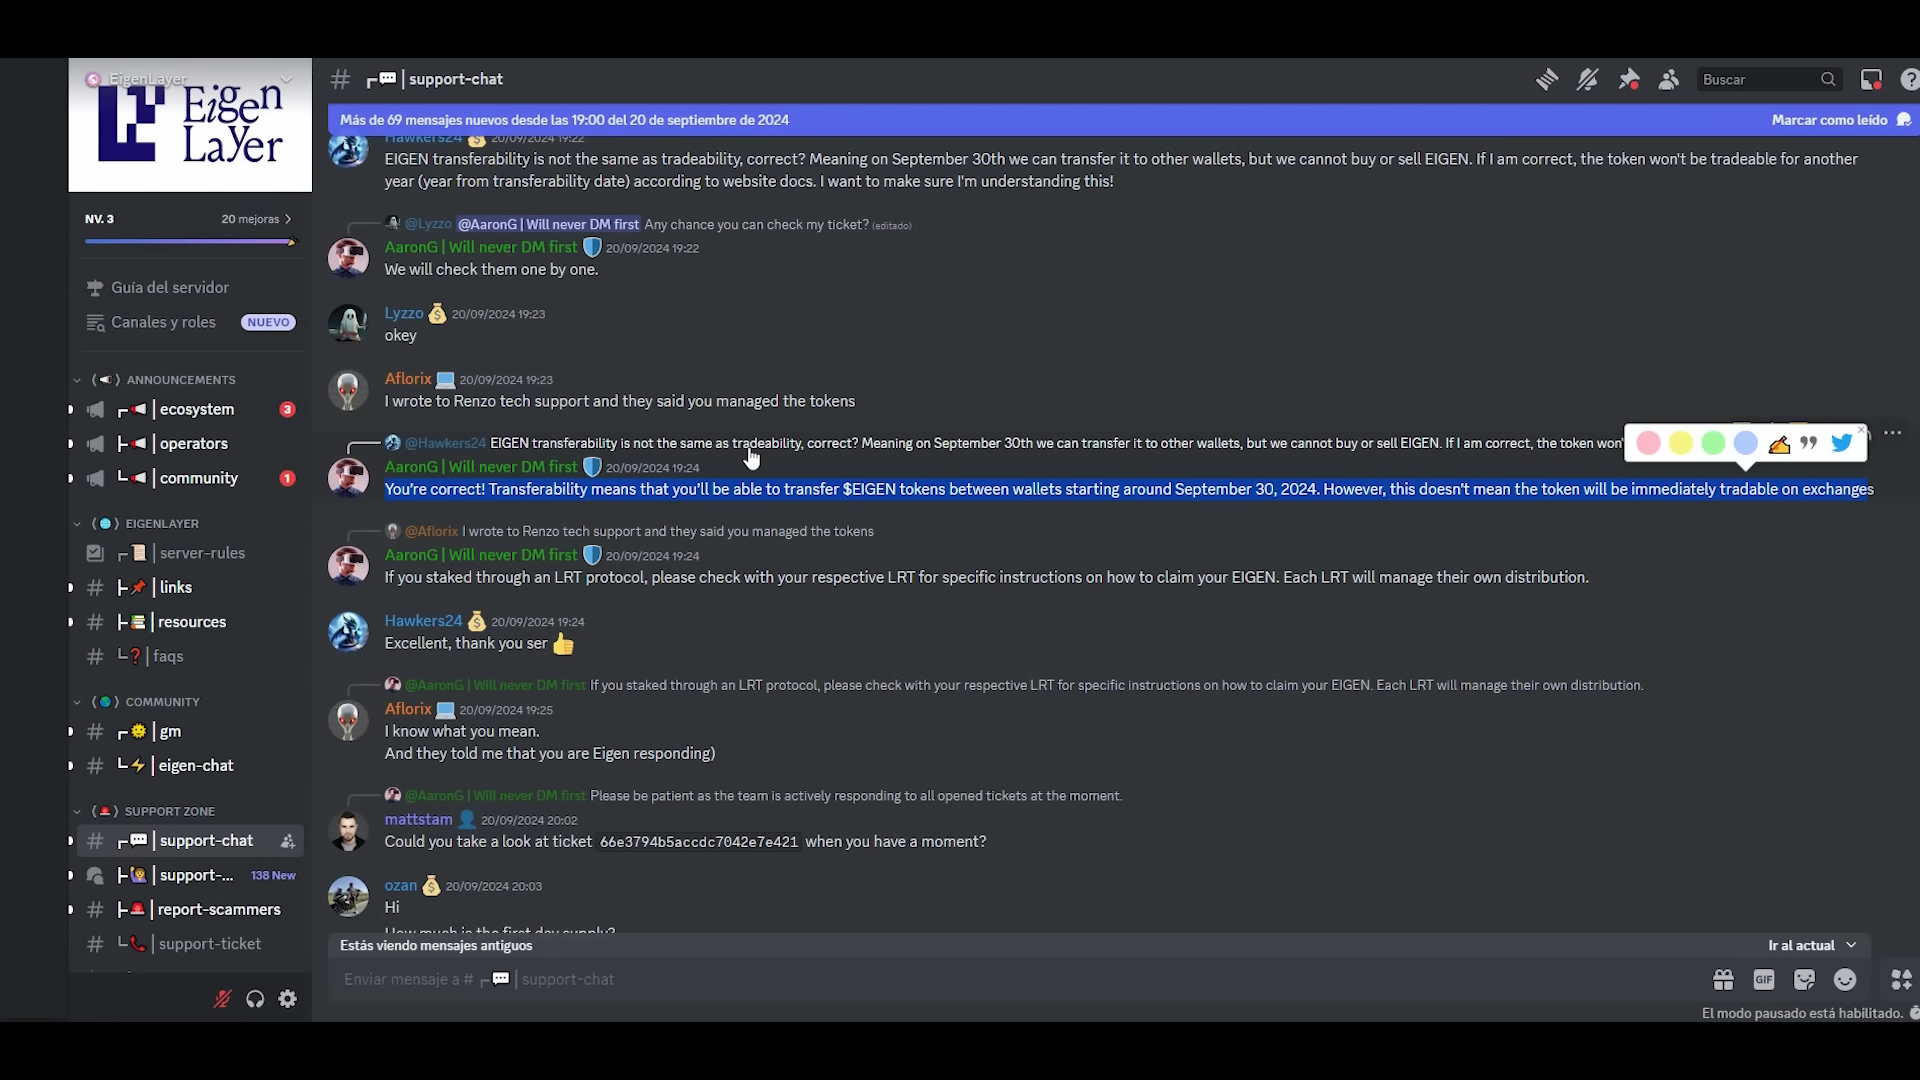 EigenLayer
Eigen
Layer
NV. 3
20 mejoras
Guía del servidor
Canales y roles
NUEVO
ANNOUNCEMENTS
ecosystem
3
operators
community
1
EIGENLAYER
server-rules
links
resources
faqs
COMMUNITY
gm
eigen-chat
SUPPORT ZONE
support-chat
support-...
138 New
report-scammers
support-ticket
support-chat
Buscar
Más de 69 mensajes nuevos desde las 19:00 del 20 de septiembre de 2024
Marcar como leído
Hawkers24 20/09/2024 19:22
EIGEN transferability is not the same as tradeability, correct? Meaning on September 30th we can transfer it to other wallets, but we cannot buy or sell EIGEN. If I am correct, the token won't be tradeable for another
year (year from transferability date) according to website docs. I want to make sure I'm understanding this!
@Lyzzo @AaronG | Will never DM first Any chance you can check my ticket? (editado)
AaronG | Will never DM first 20/09/2024 19:22
We will check them one by one.
Lyzzo 20/09/2024 19:23
okey
Aflorix 20/09/2024 19:23
I wrote to Renzo tech support and they said you managed the tokens
@Hawkers24 EIGEN transferability is not the same as tradeability, correct? Meaning on September 30th we can transfer it to other wallets, but we cannot buy or sell EIGEN. If I am correct, the token won'
AaronG | Will never DM first 20/09/2024 19:24
You're correct! Transferability means that you'll be able to transfer $EIGEN tokens between wallets starting around September 30, 2024. However, this doesn't mean the token will be immediately tradable on exchanges
@Aflorix I wrote to Renzo tech support and they said you managed the tokens
AaronG | Will never DM first 20/09/2024 19:24
If you staked through an LRT protocol, please check with your respective LRT for specific instructions on how to claim your EIGEN. Each LRT will manage their own distribution.
Hawkers24 20/09/2024 19:24
Excellent, thank you ser 👍
@AaronG | Will never DM first If you staked through an LRT protocol, please check with your respective LRT for specific instructions on how to claim your EIGEN. Each LRT will manage their own distribution.
Aflorix 20/09/2024 19:25
I know what you mean.
And they told me that you are Eigen responding)
@AaronG | Will never DM first Please be patient as the team is actively responding to all opened tickets at the moment.
mattstam 20/09/2024 20:02
Could you take a look at ticket 66e3794b5accdc7042e7e421 when you have a moment?
ozan 20/09/2024 20:03
Hi
How much is the first day supply?
Estás viendo mensajes antiguos
Ir al actual
Enviar mensaje a # support-chat
GIF
El modo pausado está habilitado.